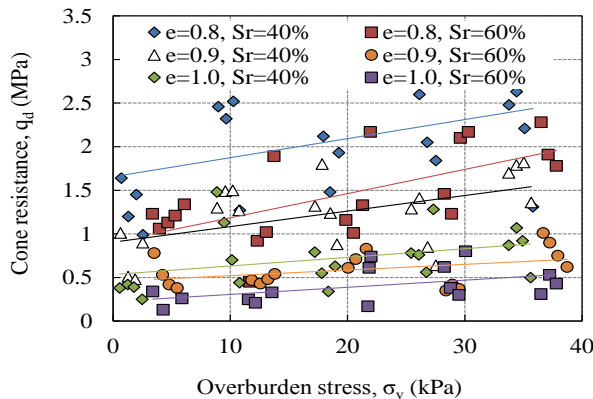 3.5
3
2.5
2
1.5
1
0.5
0
e=0.8, Sr=40%
e=0.8, Sr=60%
e=0.9, Sr=40%
e=0.9, Sr=60%
e=1.0, Sr=40%
e=1.0, Sr=60%
Cone resistance, q_d (MPa)
0 10 20 30 40
Overburden stress, σ_v (kPa)